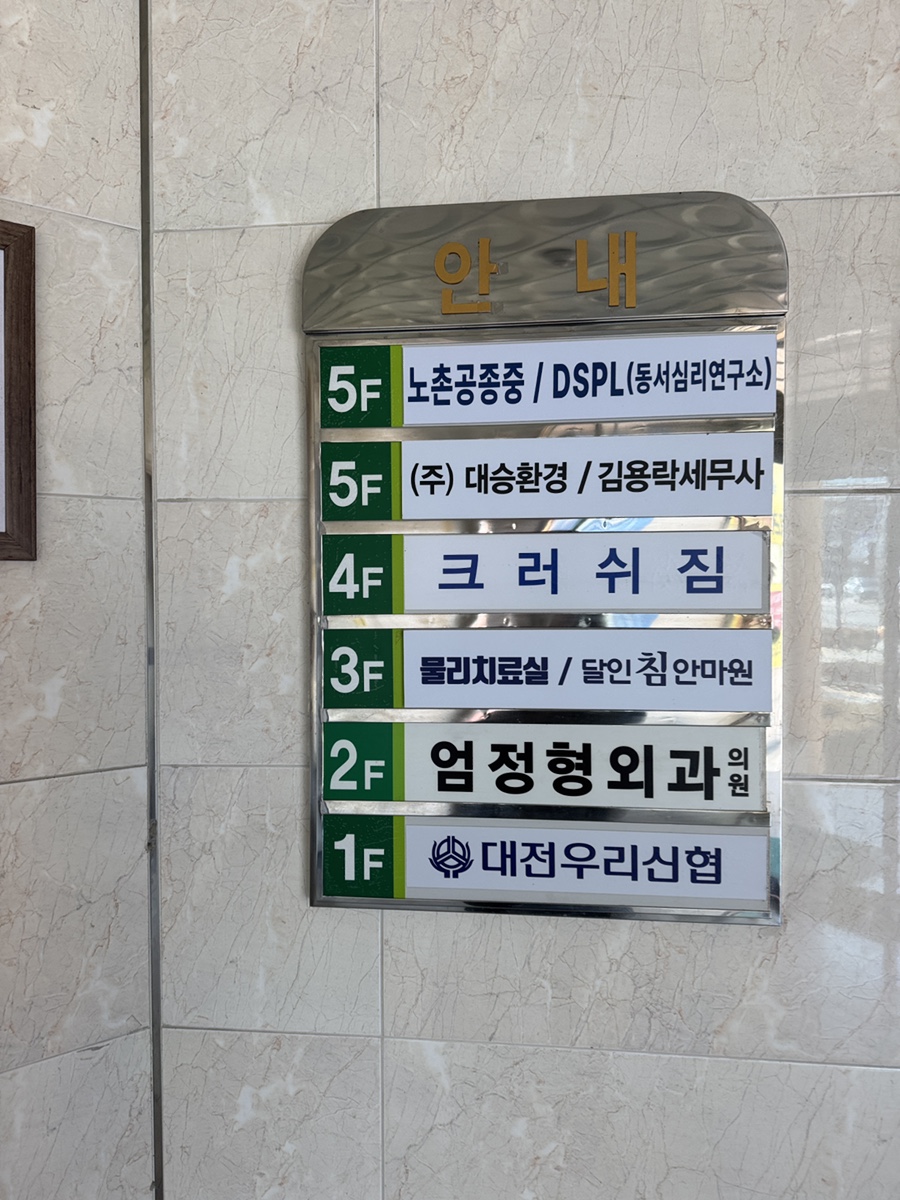 안 내
5F 노촌공종중 / DSPL(동서심리연구소)
5F (주) 대승환경 / 김용락세무사
4F 크 러 쉬 짐
3F 물리치료실 / 달인침안마원
2F 엄정형외과의원
1F 대전우리신협